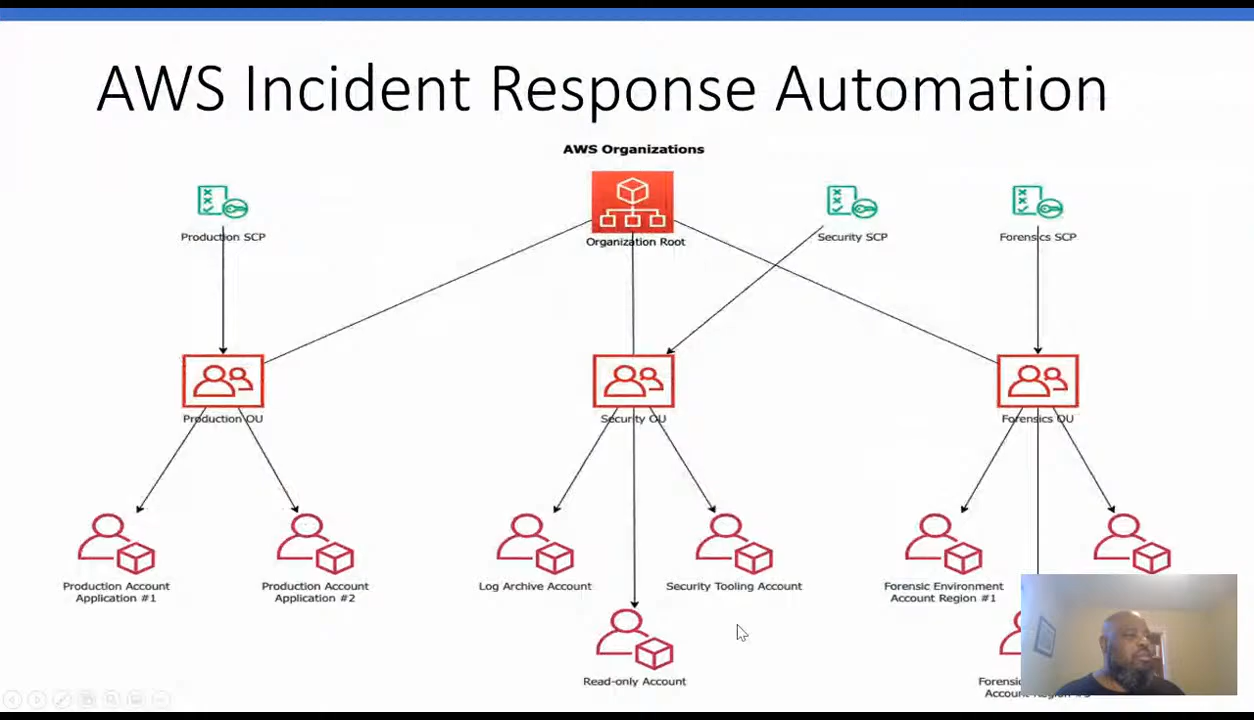 AWS Incident Response Automation
AWS Organizations
Production SCP
Organization Root
Security SCP
Forensics SCP
Production OU
Security OU
Forensics OU
Production Account
Application #1
Production Account
Application #2
Log Archive Account
Security Tooling Account
Forensic Environment
Account Region #1
Read-only Account